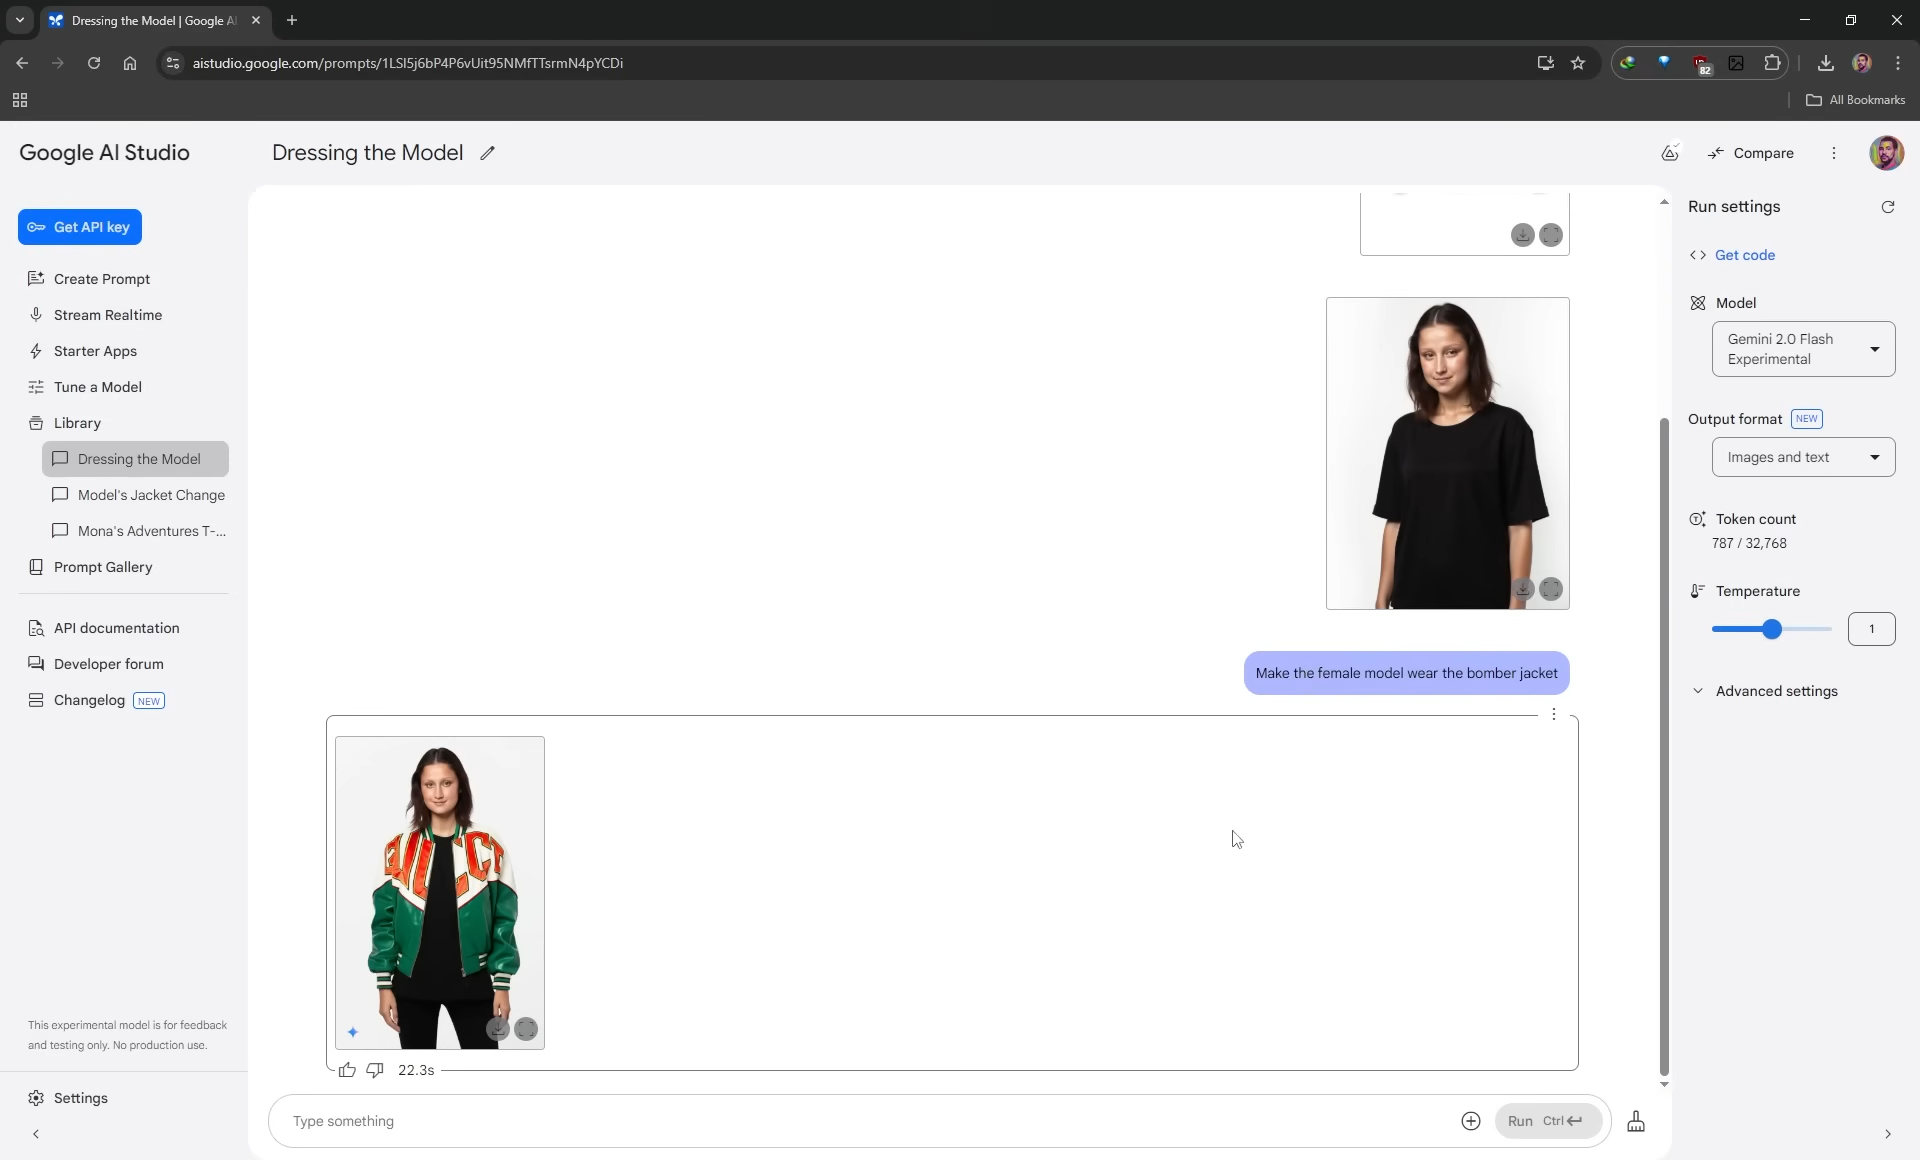 Dressing the Model | Google AI
aistudio.google.com/prompts/1LSI5j6bP4P6vUit95NMfTTsrmN4pYCDi
82
All Bookmarks
Google AI Studio
Dressing the Model
Compare
Get API key
Create Prompt
Stream Realtime
Starter Apps
Tune a Model
Library
Dressing the Model
Model's Jacket Change
Mona's Adventures T-...
Prompt Gallery
API documentation
Developer forum
Changelog NEW
This experimental model is for feedback
and testing only. No production use.
Settings
Make the female model wear the bomber jacket
22.3s
Type something
Run Ctrl
Run settings
Get code
Model
Gemini 2.0 Flash
Experimental
Output format NEW
Images and text
Token count
787 / 32,768
Temperature
1
Advanced settings